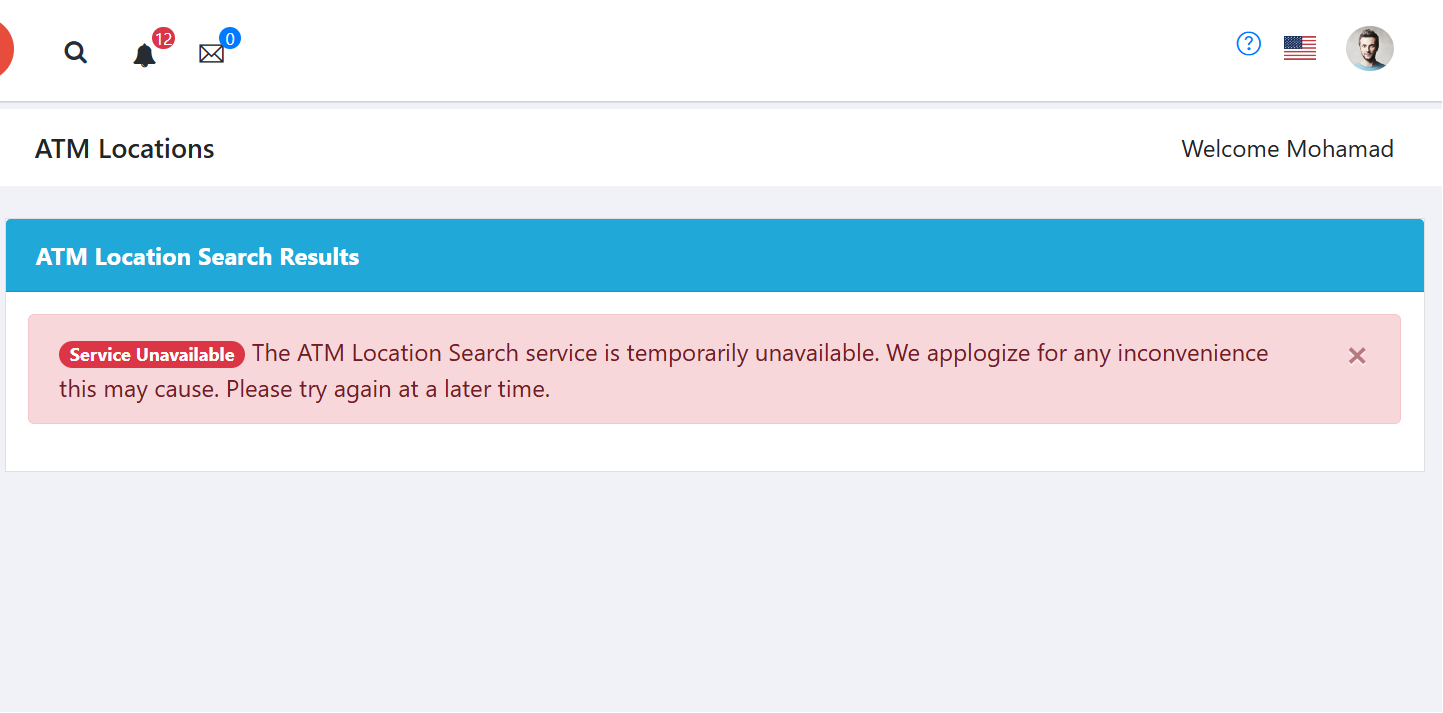 12
0
ATM Locations
Welcome Mohamad
ATM Location Search Results
Service Unavailable The ATM Location Search service is temporarily unavailable. We applogize for any inconvenience
this may cause. Please try again at a later time.